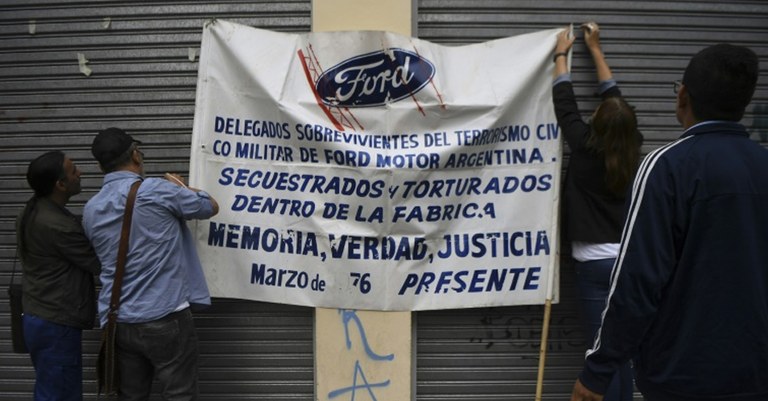 Ford
DELEGADOS SOBREVIVIENTES DEL TERRORISMO CIVI
CO MILITAR DE FORD MOTOR ARGENTINA.
SECUESTRADOS y TORTURADOS
DENTRO DE LA FABRICA
MEMORIA, VERDAD, JUSTICIA
Marzo de 76 PRESENTE